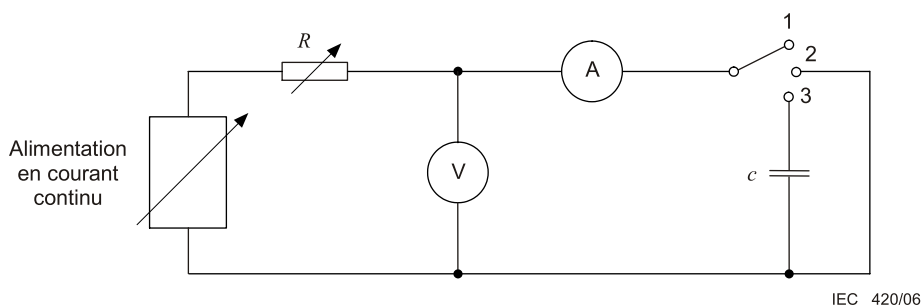 1
R
2
A
3
Alimentation
en courant
continu
V
c
IEC 420/06